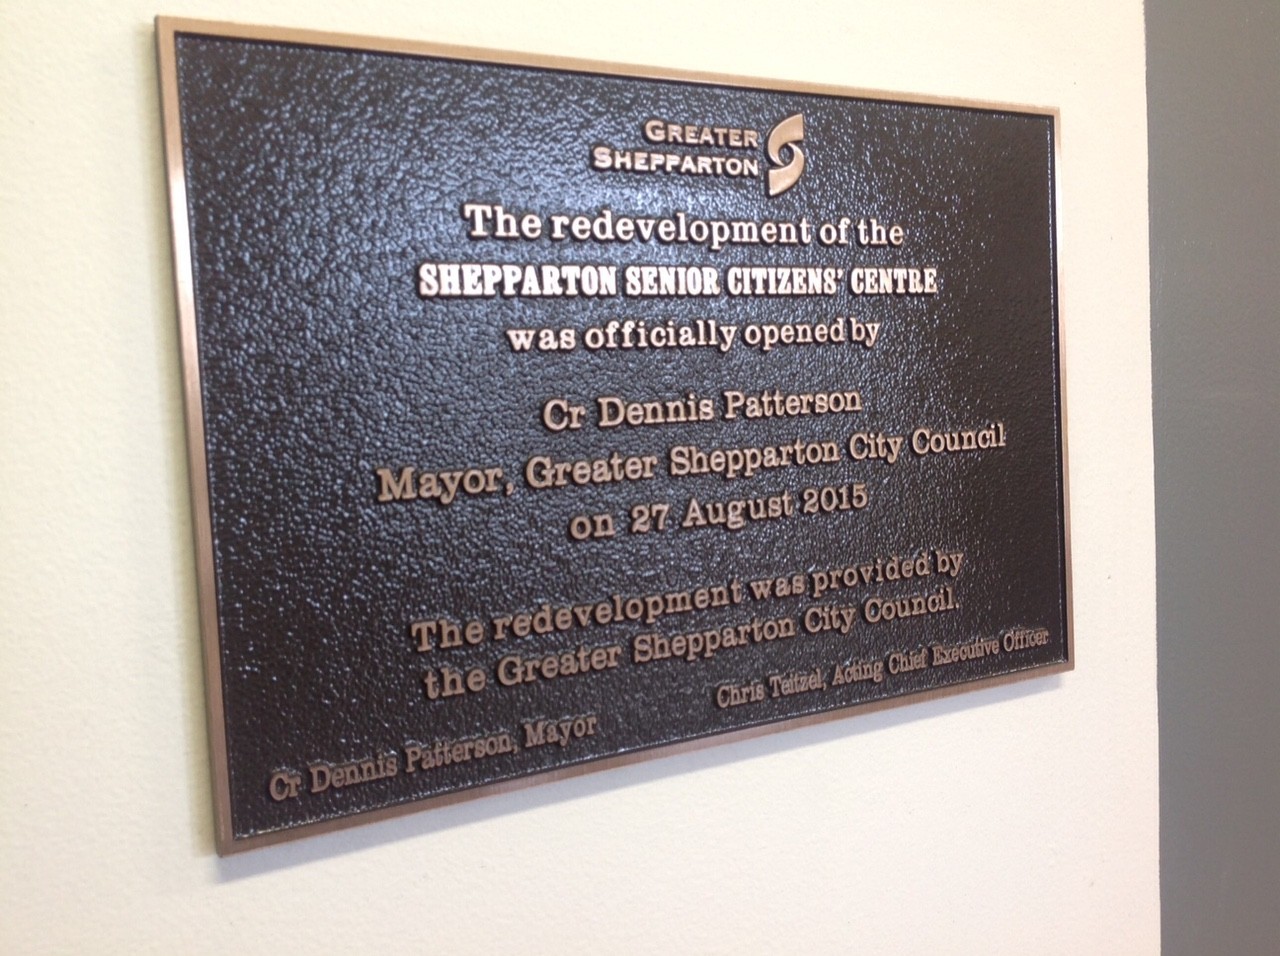 GREATER
SHEPPARTON
The redevelopment of the
SHEPPARTON SENIOR CITIZENS' CENTRE
was officially opened by
Cr Dennis Patterson
Mayor, Greater Shepparton City Council
on 27 August 2015
The redevelopment was provided by
the Greater Shepparton City Council.
Cr Dennis Patterson, Mayor
Chris Teitzel, Acting Chief Executive Officer